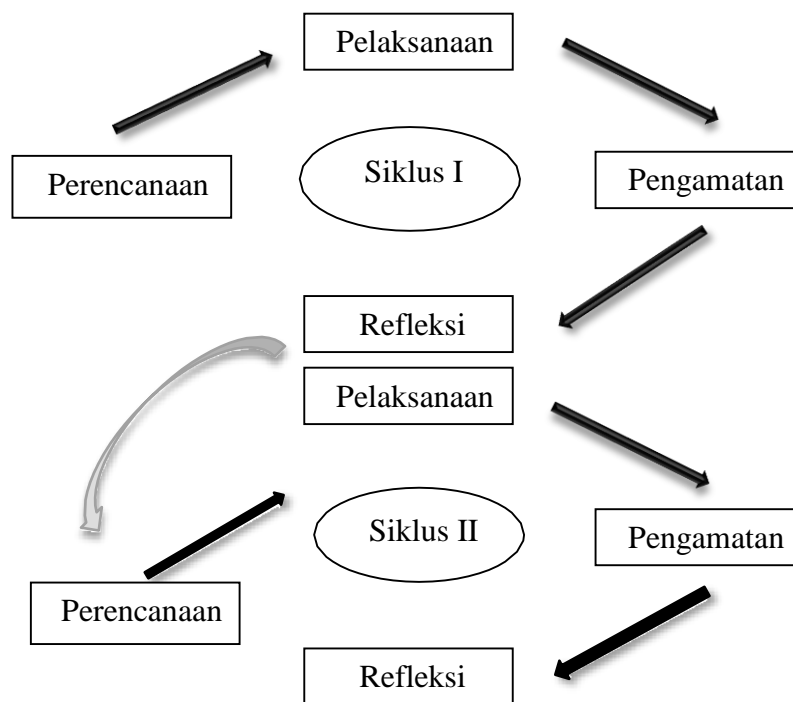 Pelaksanaan
Perencanaan
Siklus I
Pengamatan
Refleksi
Pelaksanaan
Siklus II
Pengamatan
Perencanaan
Refleksi